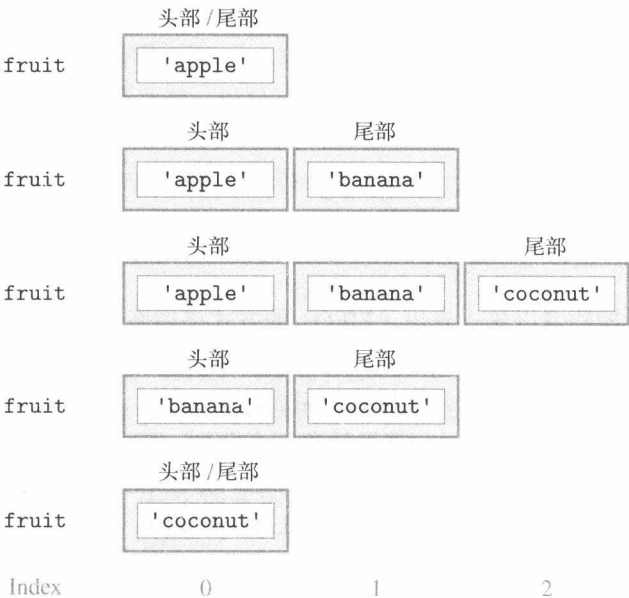 头部 /尾部
fruit 'apple'
头部 尾部
fruit 'apple' 'banana'
头部 尾部
fruit 'apple' 'banana' 'coconut'
头部 尾部
fruit 'banana' 'coconut'
头部 /尾部
fruit 'coconut'
Index 0 1 2